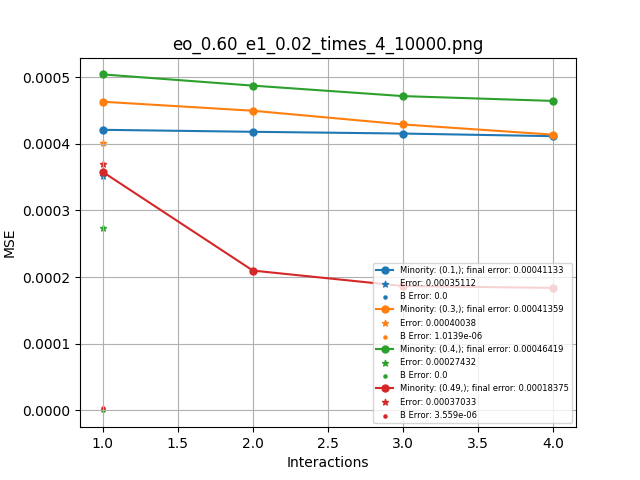 eo_0.60_e1_0.02_times_4_10000.png
MSE
0.0005
0.0004
0.0003
0.0002
0.0001
0.0000
Minority: (0.1,); final error: 0.00041133
Error: 0.00035112
B Error: 0.0
Minority: (0.3,); final error: 0.00041359
Error: 0.00040038
B Error: 1.0139e-06
Minority: (0.4,); final error: 0.00046419
Error: 0.00027432
B Error: 0.0
Minority: (0.49,); final error: 0.00018375
Error: 0.00037033
B Error: 3.559e-06
1.0 1.5 2.0 2.5 3.0 3.5 4.0
Interactions